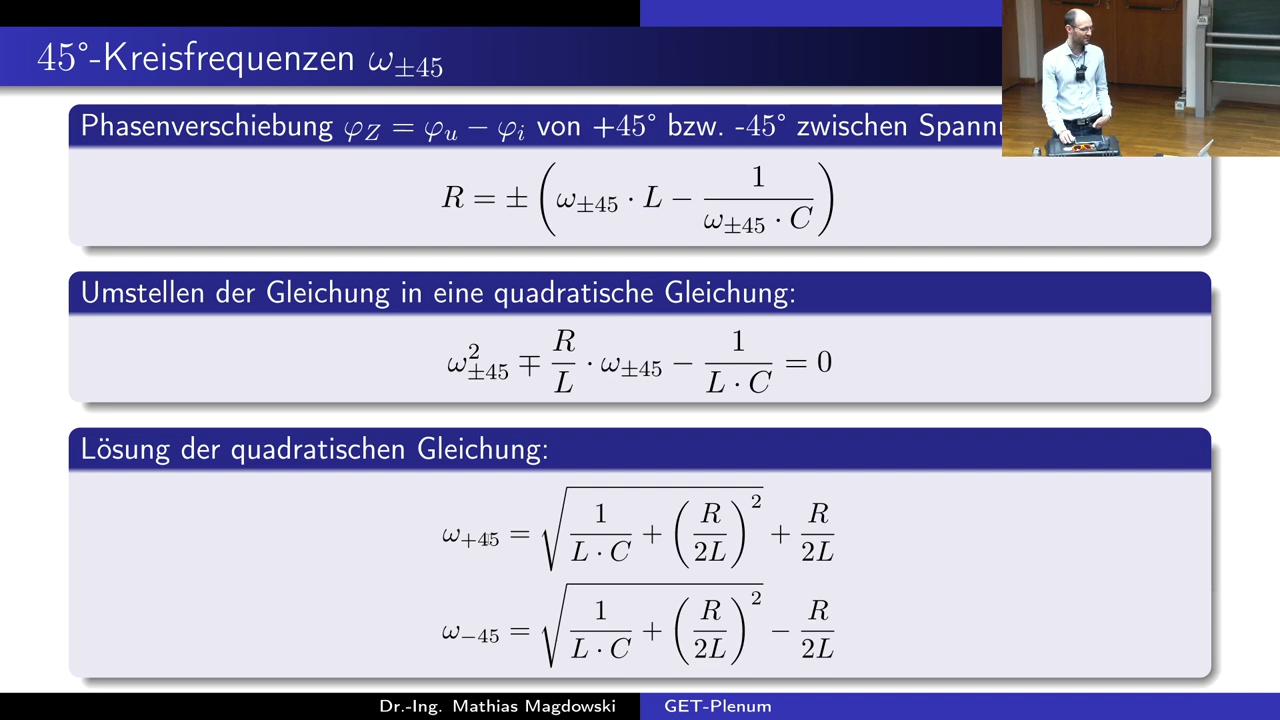 45°-Kreisfrequenzen ω±45
Phasenverschiebung φZ = φu − φi von +45° bzw. -45° zwischen
R = ± (ω±45 · L − 1/(ω±45 · C))
Umstellen der Gleichung in eine quadratische Gleichung:
ω²±45 ∓ R/L · ω±45 − 1/(L · C) = 0
Lösung der quadratischen Gleichung:
ω+45 = √(1/(L · C) + (R/2L)²) + R/2L
ω−45 = √(1/(L · C) + (R/2L)²) − R/2L
Dr.-Ing. Mathias Magdowski GET-Plenum